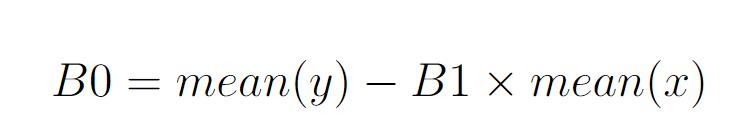 B0 = mean(y) − B1 × mean(x)